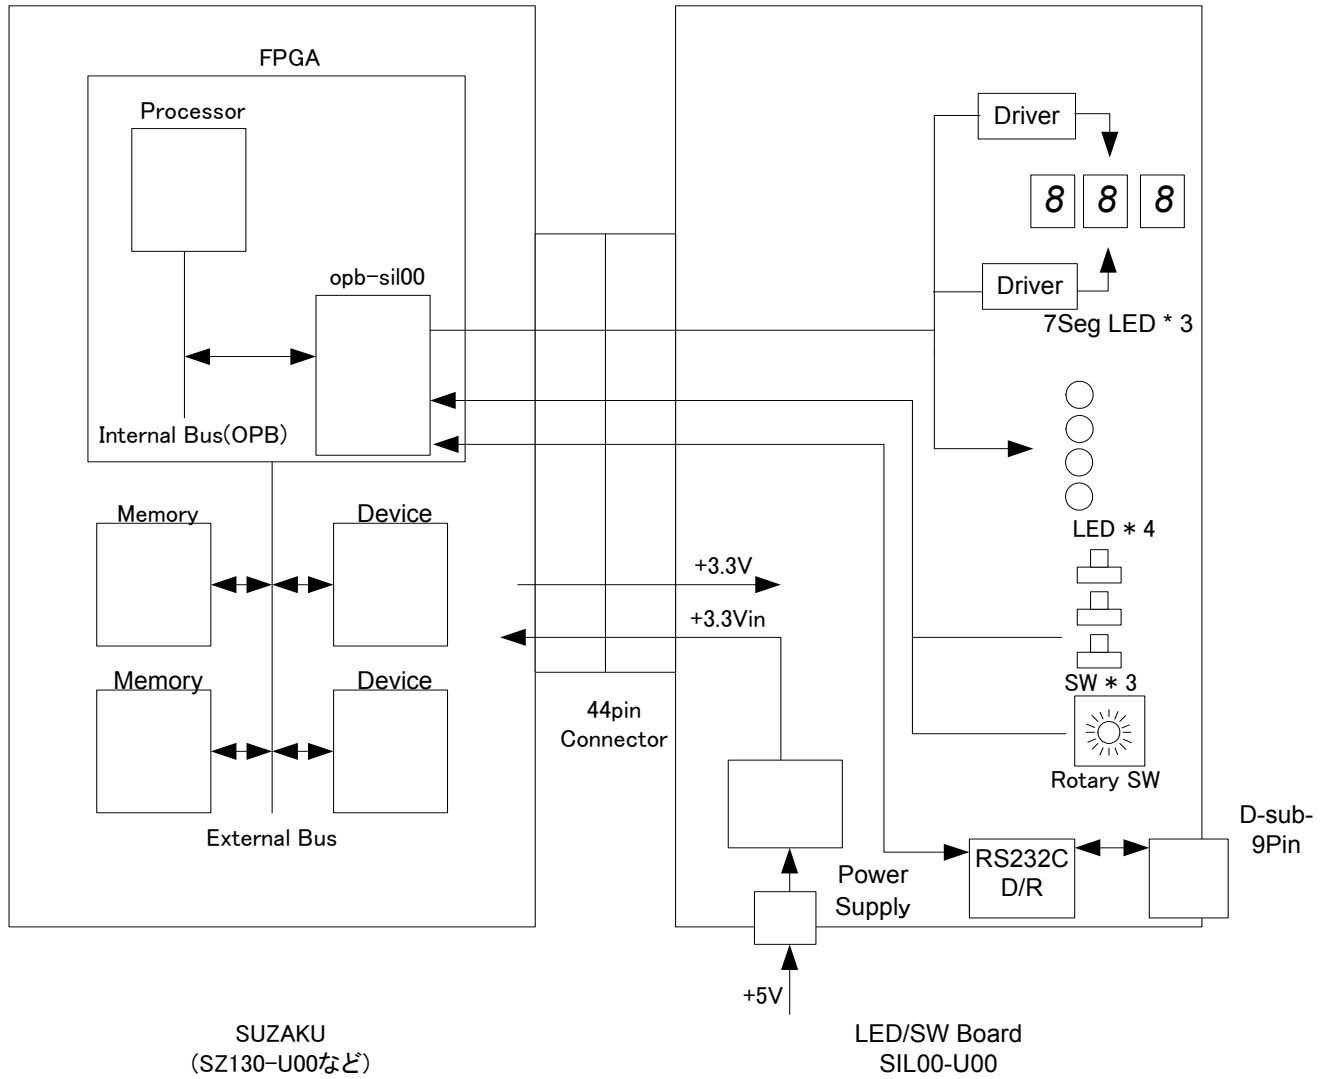 FPGA
Processor
opb-sil00
Internal Bus(OPB)
Memory
Device
Memory
Device
External Bus
+3.3V
+3.3Vin
44pin
Connector
Driver
8 8 8
Driver
7Seg LED * 3
LED * 4
SW * 3
Rotary SW
RS232C
D/R
D-sub-
9Pin
Power
Supply
+5V
SUZAKU
(SZ130-U00など)
LED/SW Board
SIL00-U00